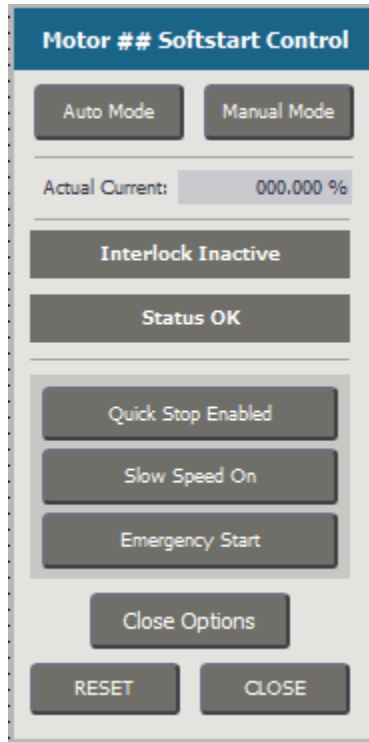 Motor ## Softstart Control
Auto Mode Manual Mode
Actual Current: 000.000 %
Interlock Inactive
Status OK
Quick Stop Enabled
Slow Speed On
Emergency Start
Close Options
RESET CLOSE